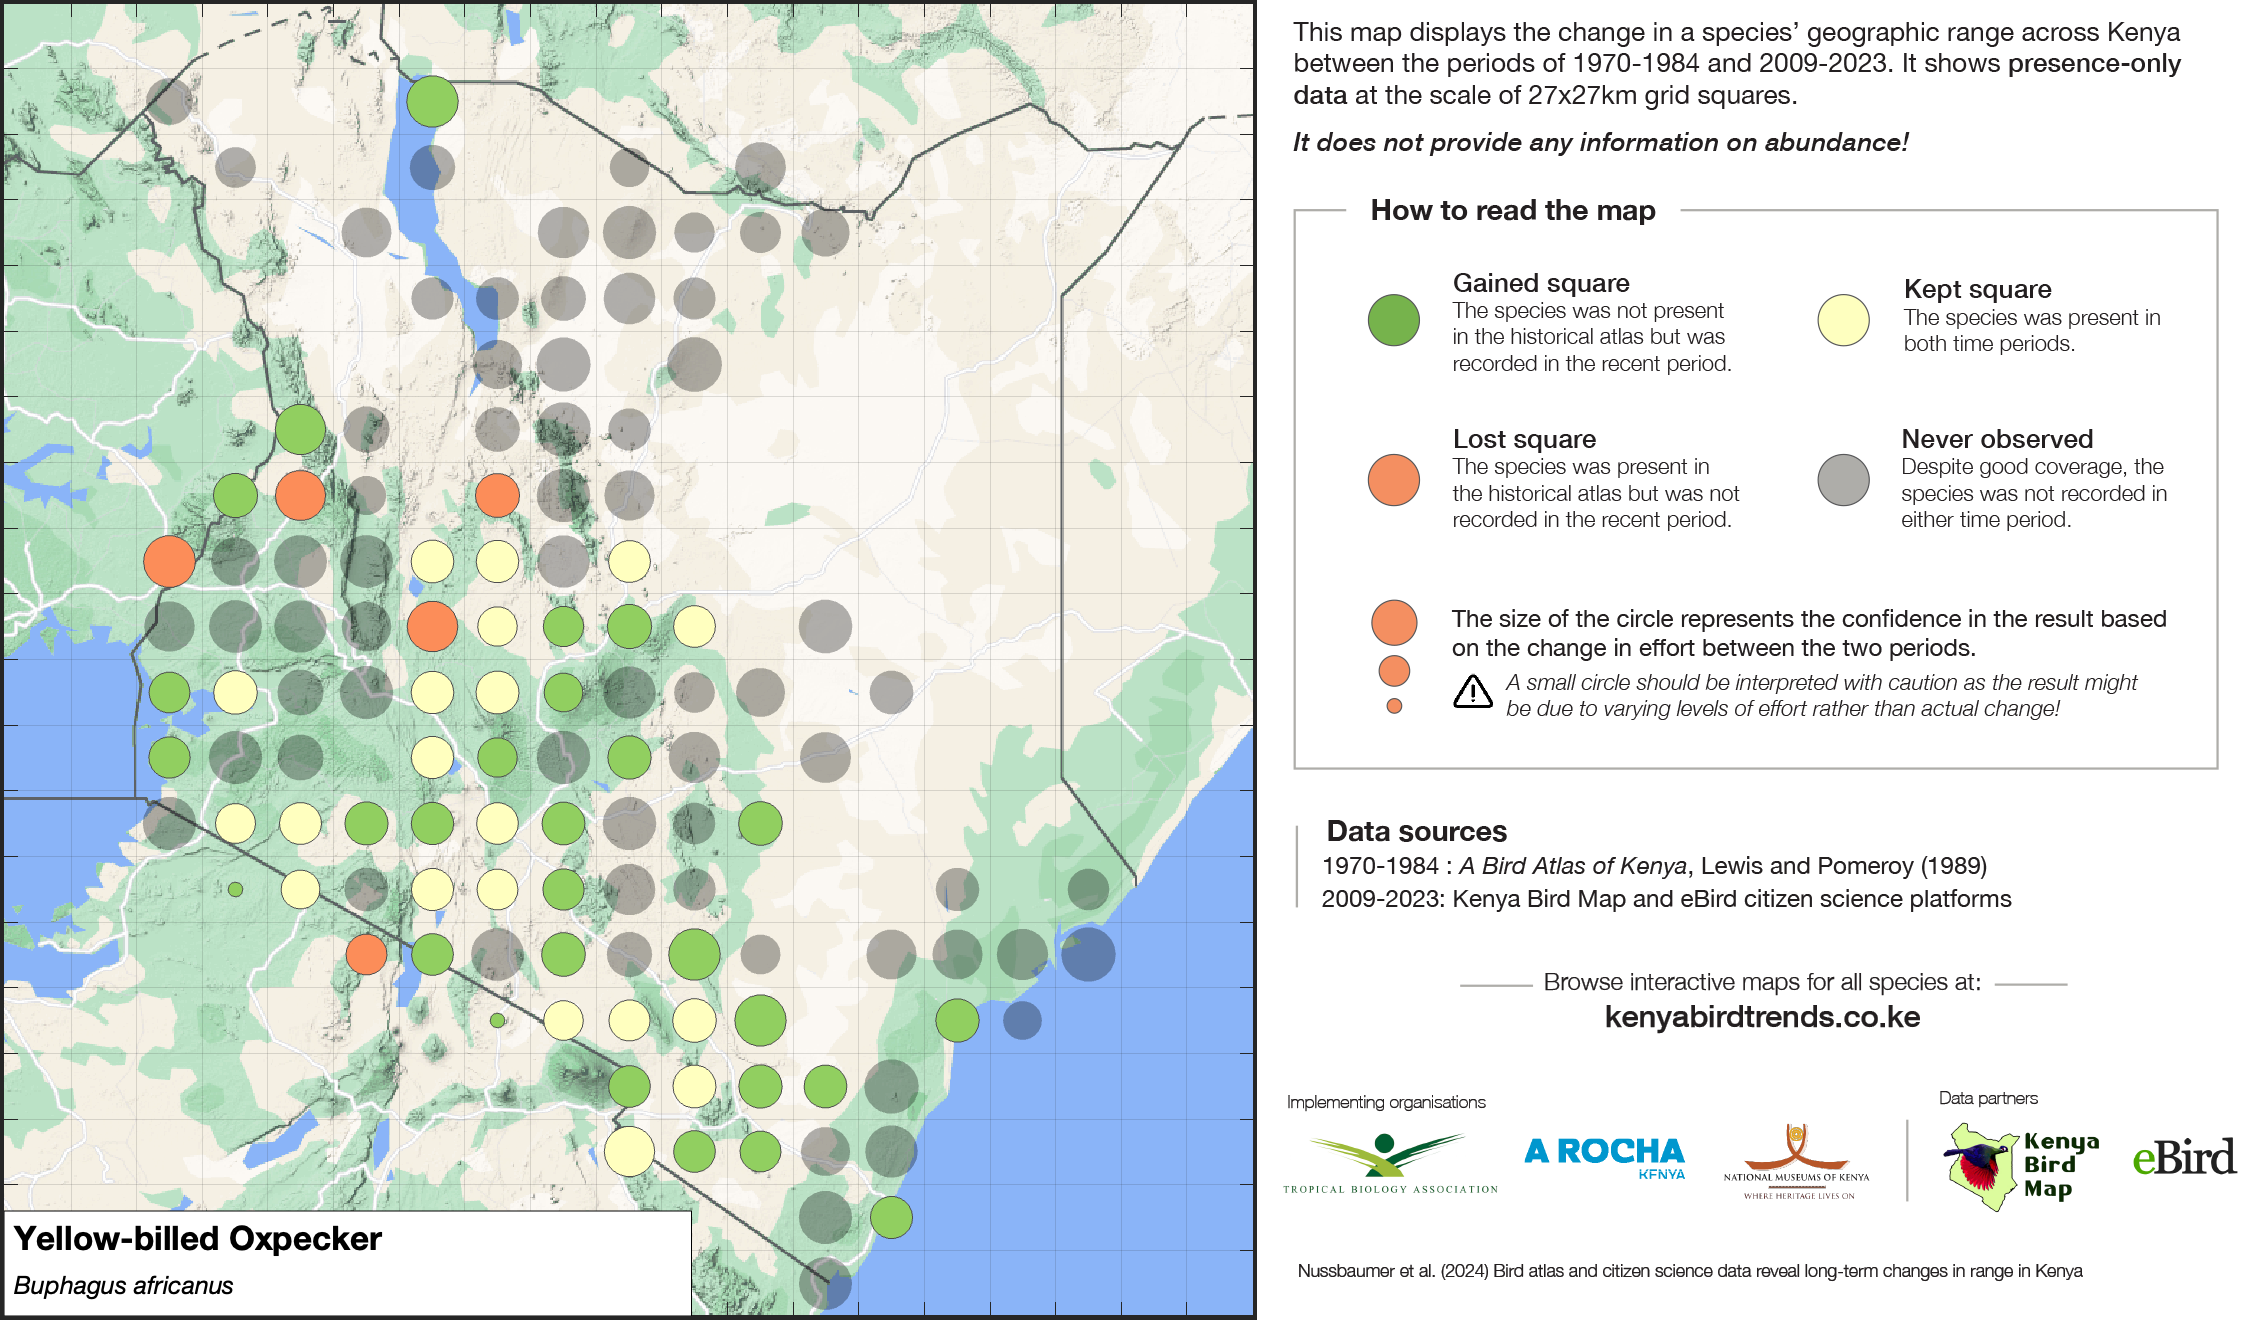 This map displays the change in a species’ geographic range across Kenya
between the periods of 1970-1984 and 2009-2023. It shows presence-only
data at the scale of 27x27km grid squares.
It does not provide any information on abundance!
How to read the map
Gained square
The species was not present
in the historical atlas but was
recorded in the recent period.
Kept square
The species was present in
both time periods.
Lost square
The species was present in
the historical atlas but was not
recorded in the recent period.
Never observed
Despite good coverage, the
species was not recorded in
either time period.
The size of the circle represents the confidence in the result based
on the change in effort between the two periods.
A small circle should be interpreted with caution as the result might
be due to varying levels of effort rather than actual change!
Data sources
1970-1984 : A Bird Atlas of Kenya, Lewis and Pomeroy (1989)
2009-2023: Kenya Bird Map and eBird citizen science platforms
Browse interactive maps for all species at:
kenyabirdtrends.co.ke
Implementing organisations
Data partners
TROPICAL BIOLOGY ASSOCIATION
A ROCHA
KENYA
NATIONAL MUSEUMS OF KENYA
WHERE HERITAGE LIVES ON
Kenya
Bird
Map
eBird
Yellow-billed Oxpecker
Buphagus africanus
Nussbaumer et al. (2024) Bird atlas and citizen science data reveal long-term changes in range in Kenya